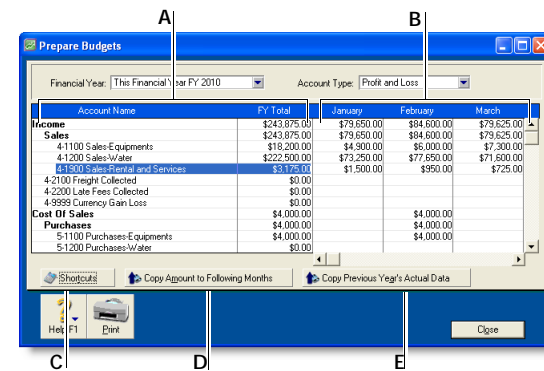 A B
Prepare Budgets
Financial Year: This Financial Year FY 2010 Account Type: Profit and Loss
Account Name FY Total January February March
Income $243,875.00 $79,650.00 $84,600.00 $79,625.00
Sales $243,875.00 $79,650.00 $84,600.00 $79,625.00
4-1100 Sales-Equipments $18,200.00 $4,900.00 $6,000.00 $7,300.00
4-1200 Sales-Water $222,500.00 $73,250.00 $77,650.00 $71,600.00
4-1900 Sales-Rental and Services $3,175.00 $1,500.00 $950.00 $725.00
4-2100 Freight Collected $0.00
4-2200 Late Fees Collected $0.00
4-9999 Currency Gain Loss $0.00
Cost Of Sales $4,000.00 $4,000.00
Purchases $4,000.00 $4,000.00
5-1100 Purchases-Equipments $4,000.00 $4,000.00
5-1200 Purchases-Water $0.00
Shortcuts Copy Amount to Following Months Copy Previous Year's Actual Data
Help F1 Print Close
C D E